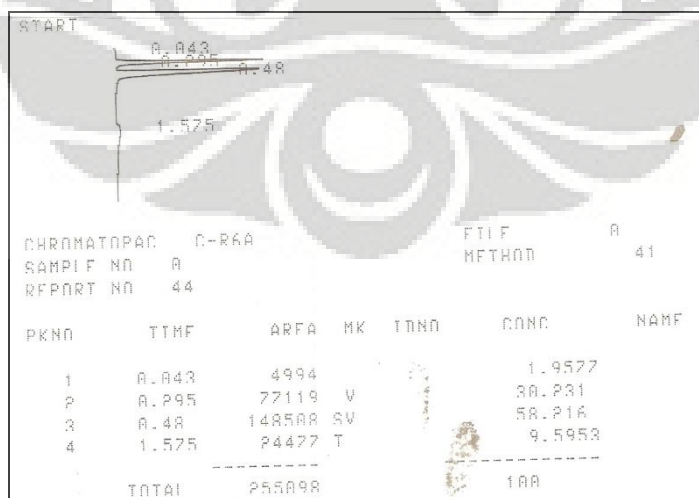 START
0.043
0.295
0.48
1.575
CHROMATOPAC C-R6A FILE 0
SAMPLE NO 0 METHOD 41
REPORT NO 44
PKNO TIME AREA MK IDNO CONC NAME
1 0.043 4994 1.9577
2 0.295 77119 V 30.231
3 0.48 148508 SV 58.216
4 1.575 24477 T 9.5953
TOTAL 255098 100